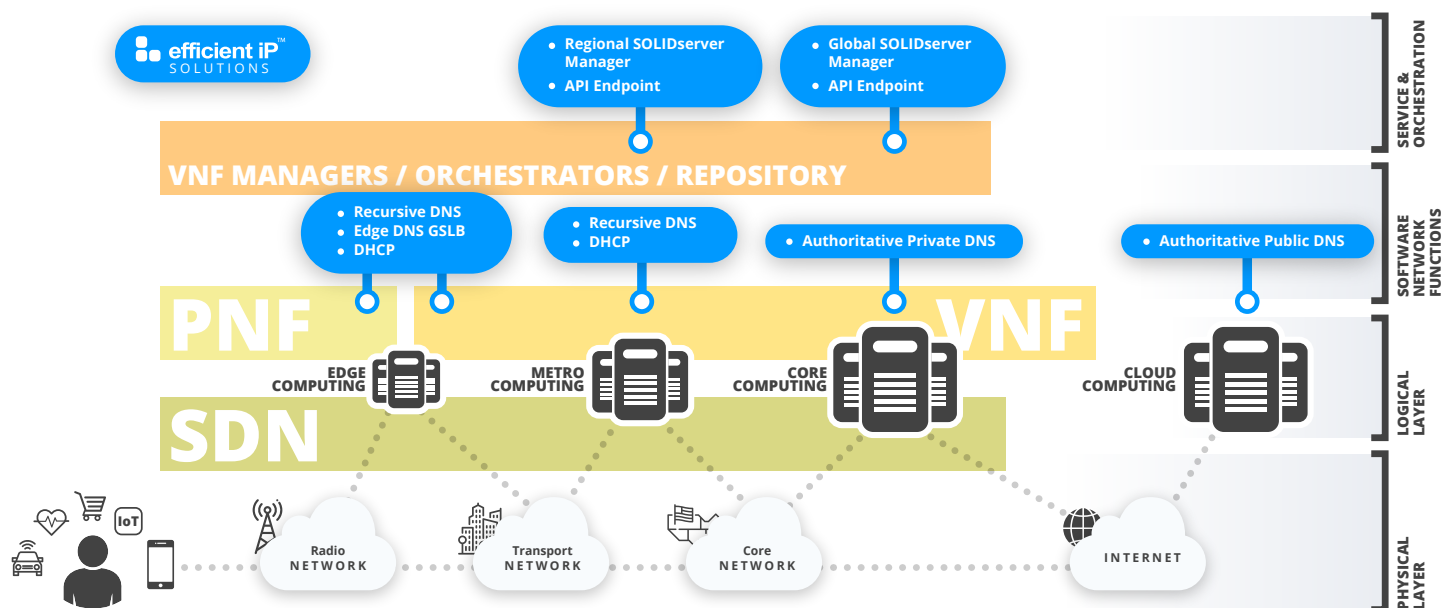 efficient iP™
SOLUTIONS
• Regional SOLIDserver
Manager
• API Endpoint
• Global SOLIDserver
Manager
• API Endpoint
SERVICE &
ORCHESTRATION
VNF MANAGERS / ORCHESTRATORS / REPOSITORY
• Recursive DNS
• Edge DNS GSLB
• DHCP
• Recursive DNS
• DHCP
• Authoritative Private DNS
• Authoritative Public DNS
SOFTWARE
NETWORK
FUNCTIONS
PNF
VNF
EDGE
COMPUTING
METRO
COMPUTING
CORE
COMPUTING
CLOUD
COMPUTING
LOGICAL
LAYER
SDN
IoT
Radio
NETWORK
Transport
NETWORK
Core
NETWORK
INTERNET
PHYSICAL
LAYER